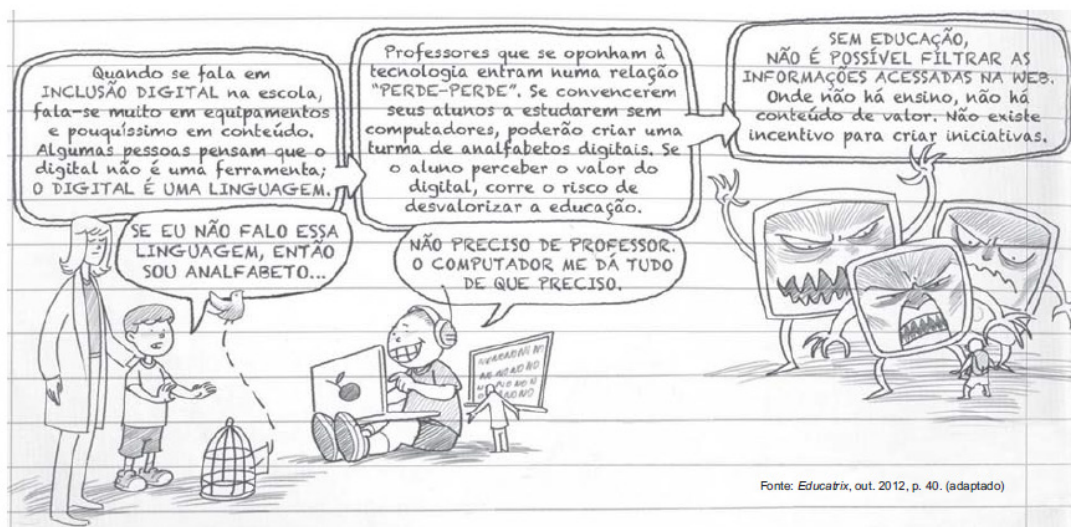 Quando se fala em
INCLUSÃO DIGITAL na escola,
fala-se muito em equipamentos
e pouquíssimo em conteúdo.
Algumas pessoas pensam que o
digital não é uma ferramenta;
O DIGITAL É UMA LINGUAGEM.
SE EU NÃO FALO ESSA
LINGUAGEM, ENTÃO
SOU ANALFABETO...
Professores que se oponham à
tecnologia entram numa relação
"PERDE-PERDE". Se convencerem
seus alunos a estudarem sem
computadores, poderão criar uma
turma de analfabetos digitais. Se
o aluno perceber o valor do
digital, corre o risco de
desvalorizar a educação.
NÃO PRECISO DE PROFESSOR.
O COMPUTADOR ME DÁ TUDO
DE QUE PRECISO.
SEM EDUCAÇÃO,
NÃO É POSSÍVEL FILTRAR AS
INFORMAÇÕES ACESSADAS NA WEB.
Onde não há ensino, não há
conteúdo de valor. Não existe
incentivo para criar iniciativas.
Fonte: Educatrix, out. 2012, p. 40. (adaptado)